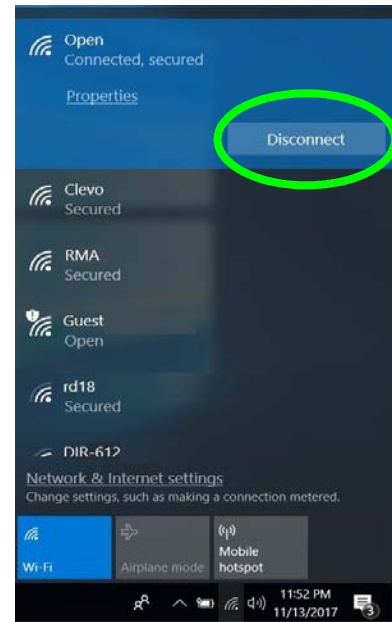 Open
Connected, secured
Properties
Disconnect
Clevo
Secured
RMA
Secured
Guest
Open
rd18
Secured
DIR-612
Network & Internet settings
Change settings, such as making a connection metered.
Wi-Fi
Airplane mode
Mobile
hotspot
11:52 PM
11/13/2017
3